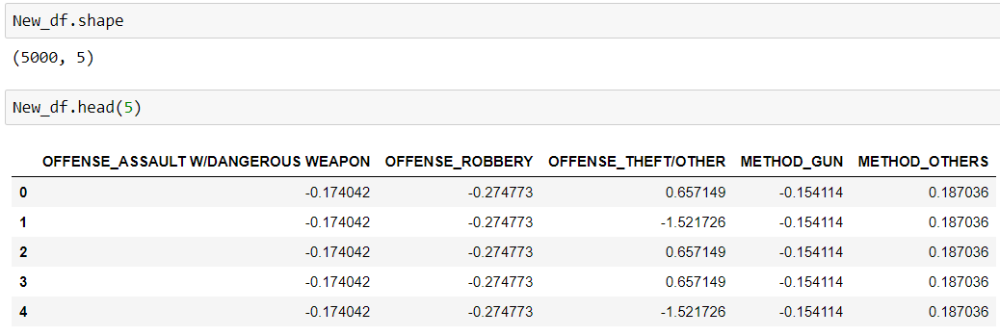 New_df.shape
(5000, 5)
New_df.head(5)
OFFENSE_ASSAULT W/DANGEROUS WEAPON OFFENSE_ROBBERY OFFENSE_THEFT/OTHER METHOD_GUN METHOD_OTHERS
0 -0.174042 -0.274773 0.657149 -0.154114 0.187036
1 -0.174042 -0.274773 -1.521726 -0.154114 0.187036
2 -0.174042 -0.274773 0.657149 -0.154114 0.187036
3 -0.174042 -0.274773 0.657149 -0.154114 0.187036
4 -0.174042 -0.274773 -1.521726 -0.154114 0.187036